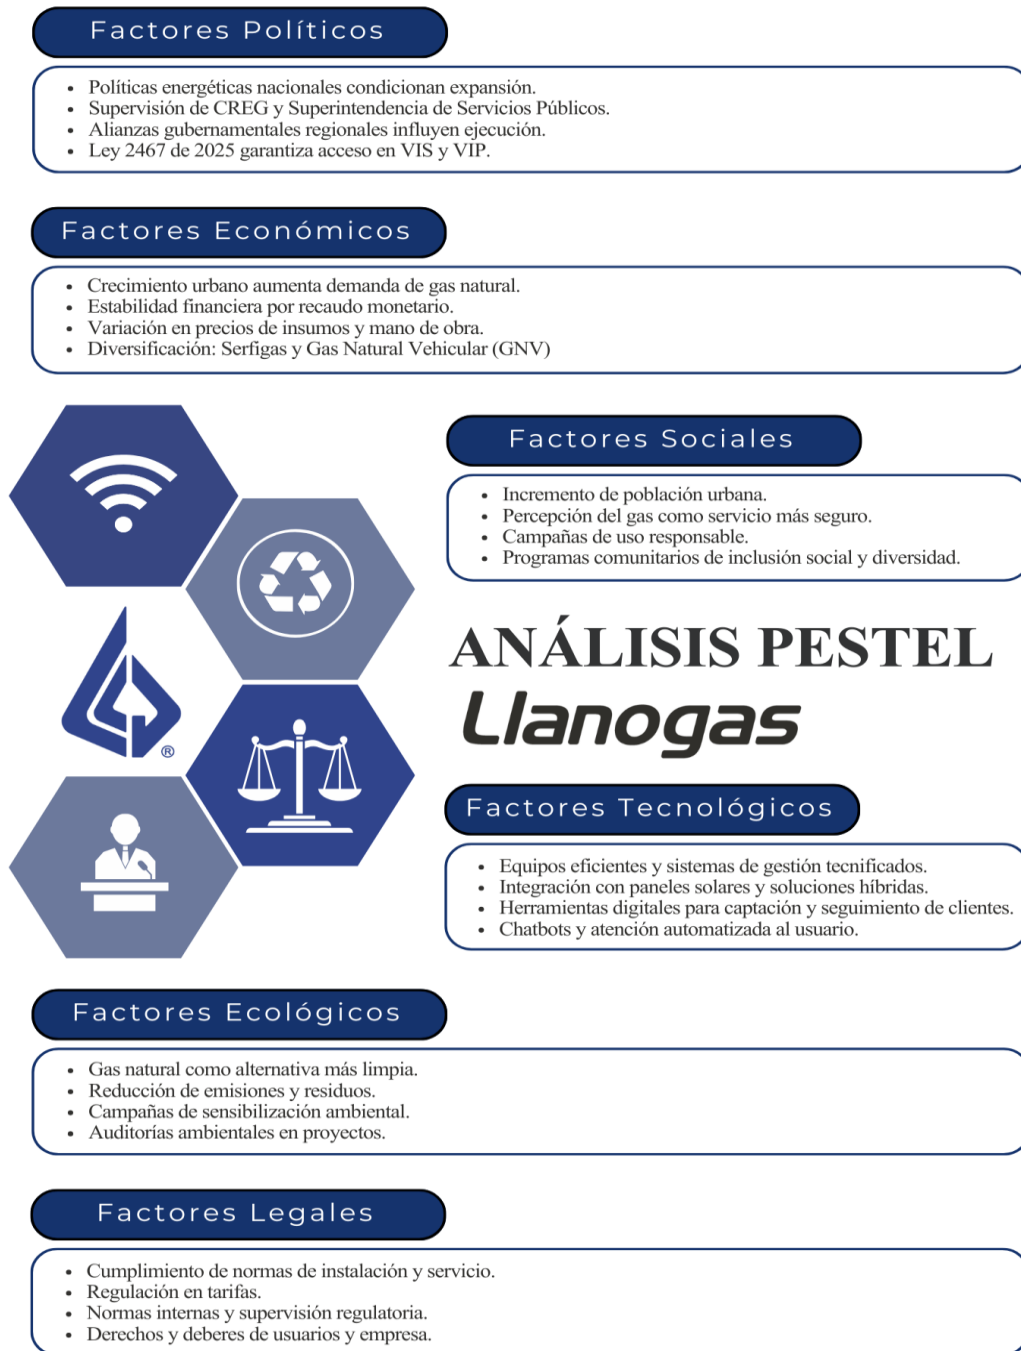 Factores Políticos
• Políticas energéticas nacionales condicionan expansión.
• Supervisión de CREG y Superintendencia de Servicios Públicos.
• Alianzas gubernamentales regionales influyen ejecución.
• Ley 2467 de 2025 garantiza acceso en VIS y VIP.
Factores Económicos
• Crecimiento urbano aumenta demanda de gas natural.
• Estabilidad financiera por recaudo monetario.
• Variación en precios de insumos y mano de obra.
• Diversificación: Serfigas y Gas Natural Vehicular (GNV)
Factores Sociales
• Incremento de población urbana.
• Percepción del gas como servicio más seguro.
• Campañas de uso responsable.
• Programas comunitarios de inclusión social y diversidad.
ANÁLISIS PESTEL
Llanogas
®
Factores Tecnológicos
• Equipos eficientes y sistemas de gestión tecnificados.
• Integración con paneles solares y soluciones híbridas.
• Herramientas digitales para captación y seguimiento de clientes.
• Chatbots y atención automatizada al usuario.
Factores Ecológicos
• Gas natural como alternativa más limpia.
• Reducción de emisiones y residuos.
• Campañas de sensibilización ambiental.
• Auditorías ambientales en proyectos.
Factores Legales
• Cumplimiento de normas de instalación y servicio.
• Regulación en tarifas.
• Normas internas y supervisión regulatoria.
• Derechos y deberes de usuarios y empresa.